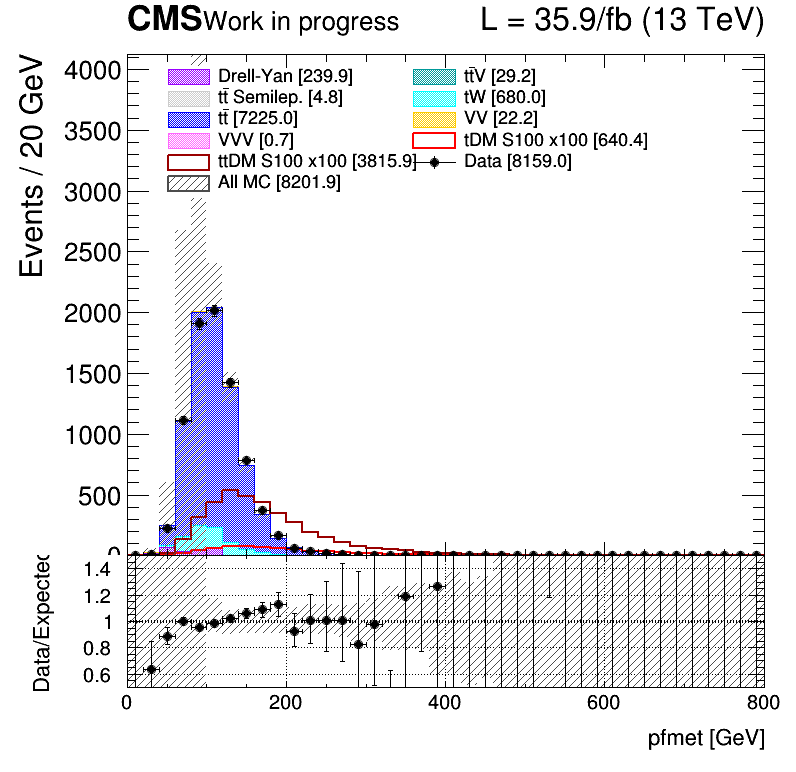 CMS Work in progress L = 35.9/fb (13 TeV)
Events / 20 GeV
4000
3500
3000
2500
2000
1500
1000
500
0
Drell-Yan [239.9]
tt̄ Semilep. [4.8]
tt̄ [7225.0]
VVV [0.7]
ttDM S100 x100 [3815.9]
All MC [8201.9]
tt̄V [29.2]
tW [680.0]
VV [22.2]
tDM S100 x100 [640.4]
Data [8159.0]
Data/Expected
1.4
1.2
1
0.8
0.6
0 200 400 600 800
pfmet [GeV]